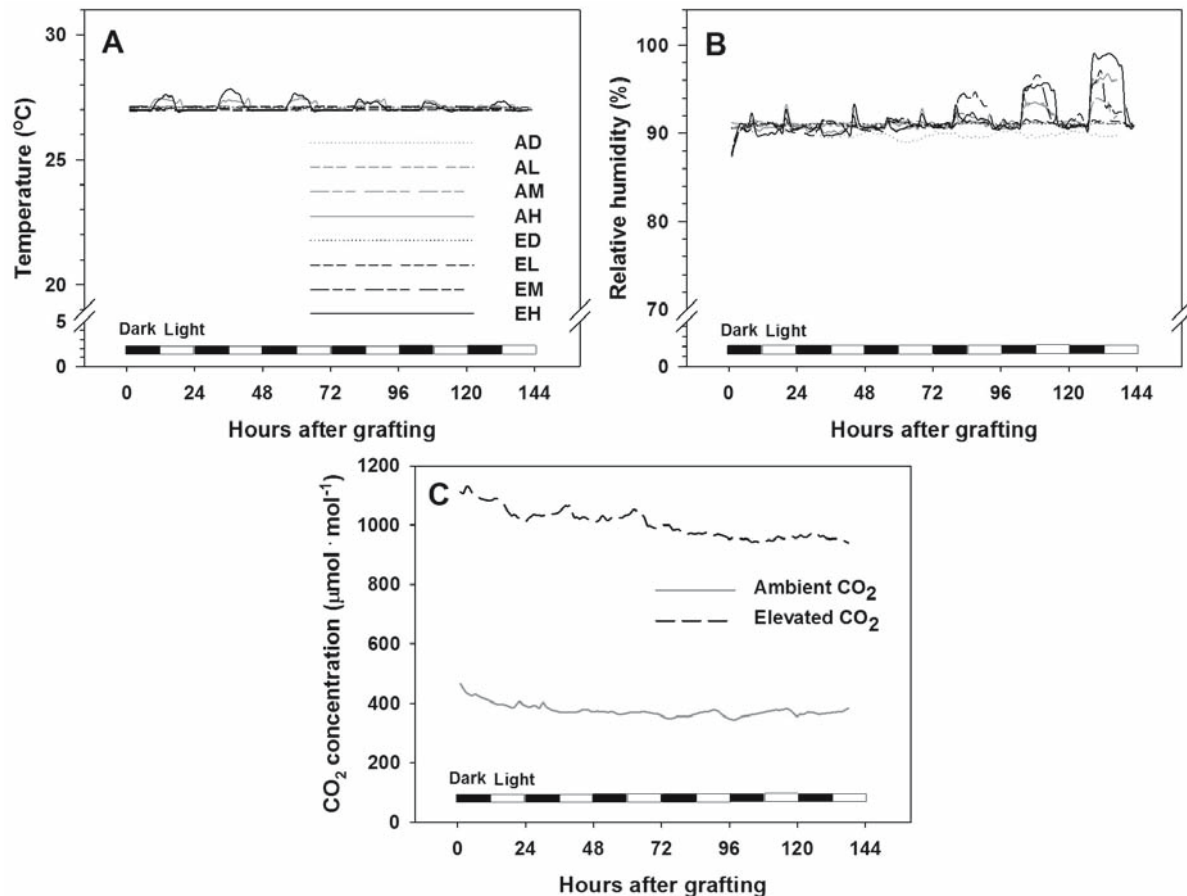 A
Temperature (°C)
30
25
20
5
0
AD
AL
AM
AH
ED
EL
EM
EH
Dark Light
0 24 48 72 96 120 144
Hours after grafting
B
Relative humidity (%)
100
90
80
70
0
Dark Light
0 24 48 72 96 120 144
Hours after grafting
C
CO₂ concentration (μmol · mol⁻¹)
1200
1000
800
600
400
200
0
Ambient CO₂
Elevated CO₂
Dark Light
0 24 48 72 96 120 144
Hours after grafting